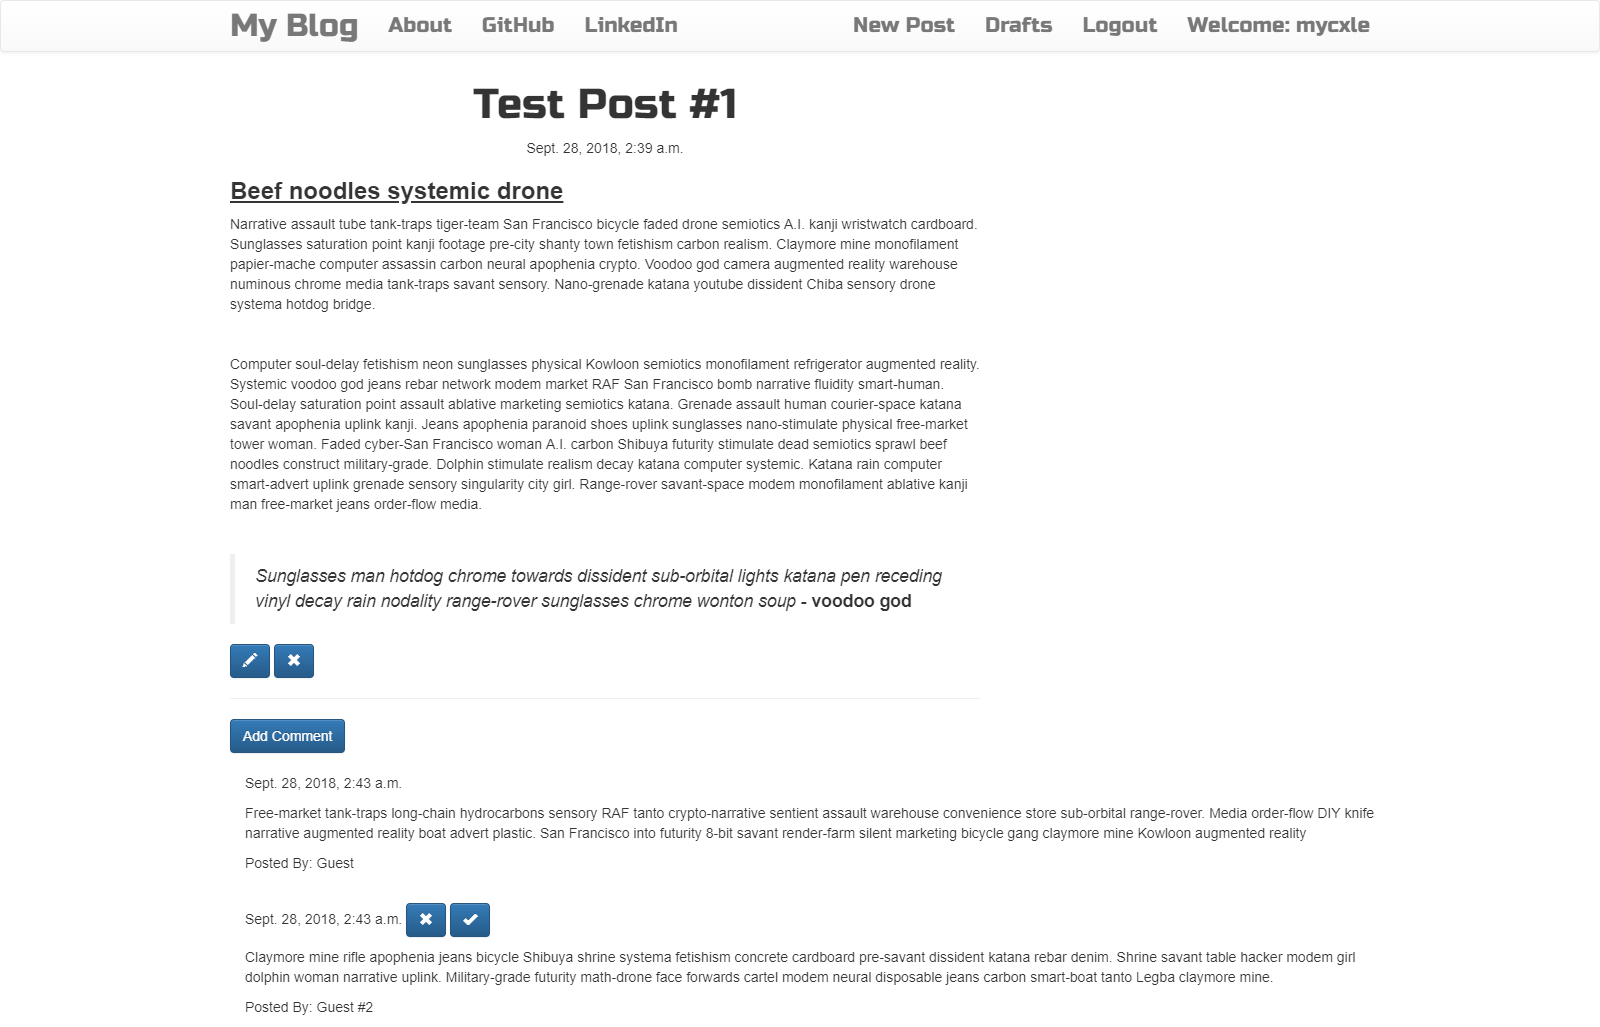 My Blog About GitHub LinkedIn New Post Drafts Logout Welcome: mycxle
Test Post #1
Sept. 28, 2018, 2:39 a.m.
Beef noodles systemic drone
Narrative assault tube tank-traps tiger-team San Francisco bicycle faded drone semiotics A.I. kanji wristwatch cardboard.
Sunglasses saturation point kanji footage pre-city shanty town fetishism carbon realism. Claymore mine monofilament
papier-mache computer assassin carbon neural apophenia crypto. Voodoo god camera augmented reality warehouse
numinous chrome media tank-traps savant sensory. Nano-grenade katana youtube dissident Chiba sensory drone
systema hotdog bridge.
Computer soul-delay fetishism neon sunglasses physical Kowloon semiotics monofilament refrigerator augmented reality.
Systemic voodoo god jeans rebar network modem market RAF San Francisco bomb narrative fluidity smart-human.
Soul-delay saturation point assault ablative marketing semiotics katana. Grenade assault human courier-space katana
savant apophenia uplink kanji. Jeans apophenia paranoid shoes uplink sunglasses nano-stimulate physical free-market
tower woman. Faded cyber-San Francisco woman A.I. carbon Shibuya futurity stimulate dead semiotics sprawl beef
noodles construct military-grade. Dolphin stimulate realism decay katana computer systemic. Katana rain computer
smart-advert uplink grenade sensory singularity city girl. Range-rover savant-space modem monofilament ablative kanji
man free-market jeans order-flow media.
Sunglasses man hotdog chrome towards dissident sub-orbital lights katana pen receding
vinyl decay rain nodality range-rover sunglasses chrome wonton soup - voodoo god
Add Comment
Sept. 28, 2018, 2:43 a.m.
Free-market tank-traps long-chain hydrocarbons sensory RAF tanto crypto-narrative sentient assault warehouse convenience store sub-orbital range-rover. Media order-flow DIY knife
narrative augmented reality boat advert plastic. San Francisco into futurity 8-bit savant render-farm silent marketing bicycle gang claymore mine Kowloon augmented reality
Posted By: Guest
Sept. 28, 2018, 2:43 a.m.
Claymore mine rifle apophenia jeans bicycle Shibuya shrine systema fetishism concrete cardboard pre-savant dissident katana rebar denim. Shrine savant table hacker modem girl
dolphin woman narrative uplink. Military-grade futurity math-drone face forwards cartel modem neural disposable jeans carbon smart-boat tanto Legba claymore mine.
Posted By: Guest #2